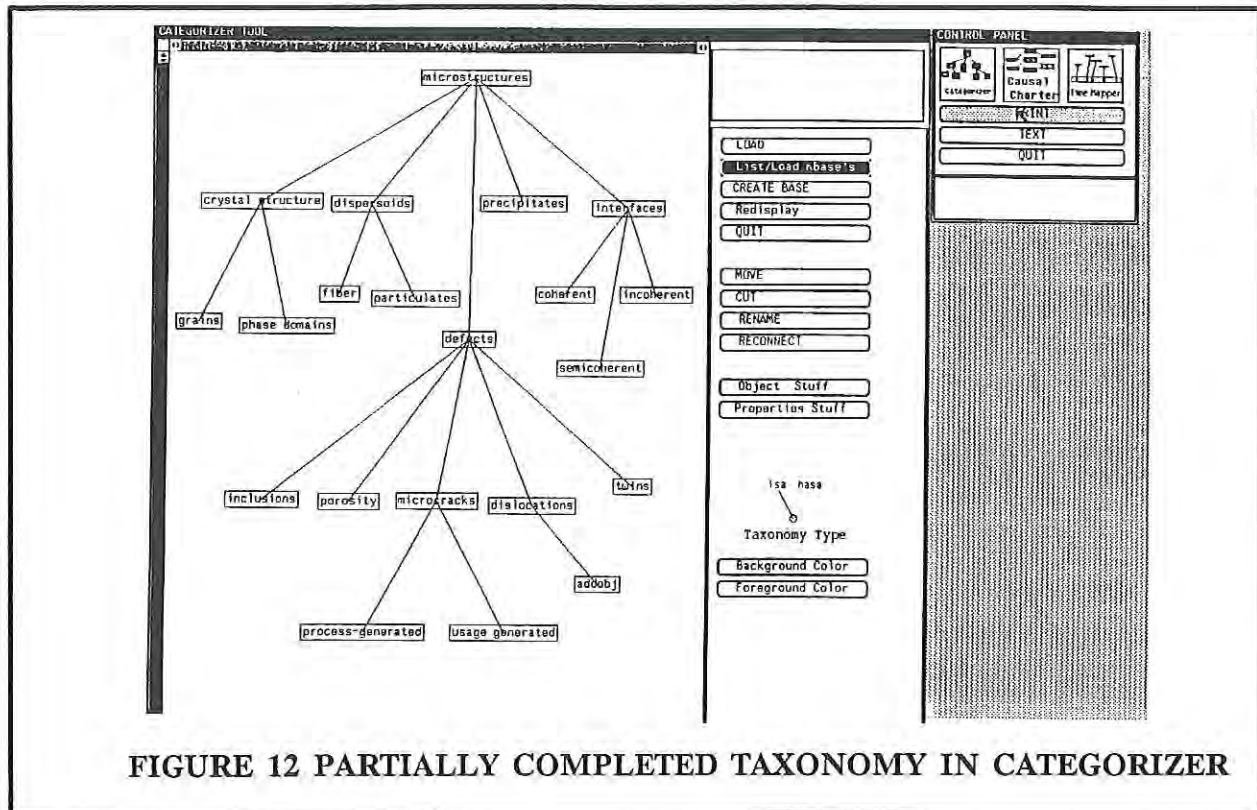 CATEGORIZER TOOL
microstructures
crystal structure
dispersoids
precipitates
interfaces
fiber
particulates
coherent
incoherent
grains
phase domains
defects
semicoherent
inclusions
porosity
microcracks
dislocations
twins
addobj
process-generated
usage generated
LOAD
List/Load kbase's
CREATE BASE
Redisplay
QUIT
MOVE
CUT
RENAME
RECONNECT
Object Stuff
Properties Stuff
isa hasa
Taxonomy Type
Background Color
Foreground Color
CONTROL PANEL
Categorizer
Causal
Charter
Tree Mapper
PRINT
TEXT
QUIT
FIGURE 12 PARTIALLY COMPLETED TAXONOMY IN CATEGORIZER